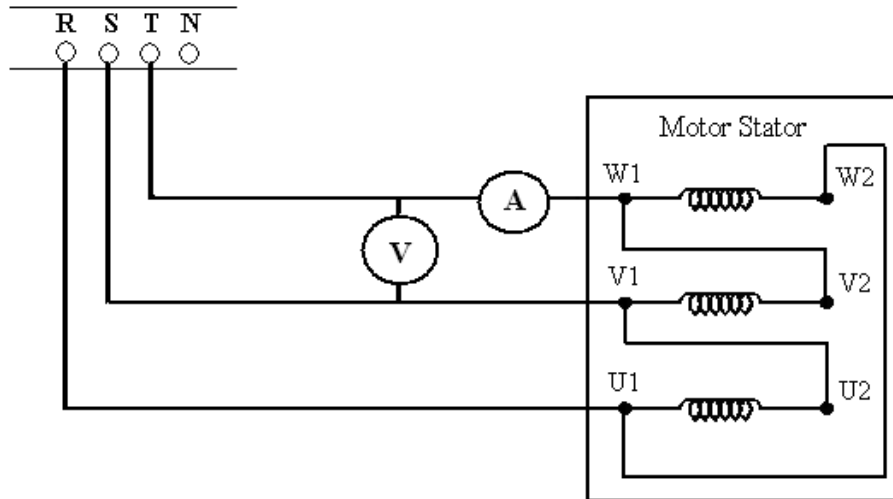 R S T N
Motor Stator
W1 W2
A
V
V1 V2
U1 U2